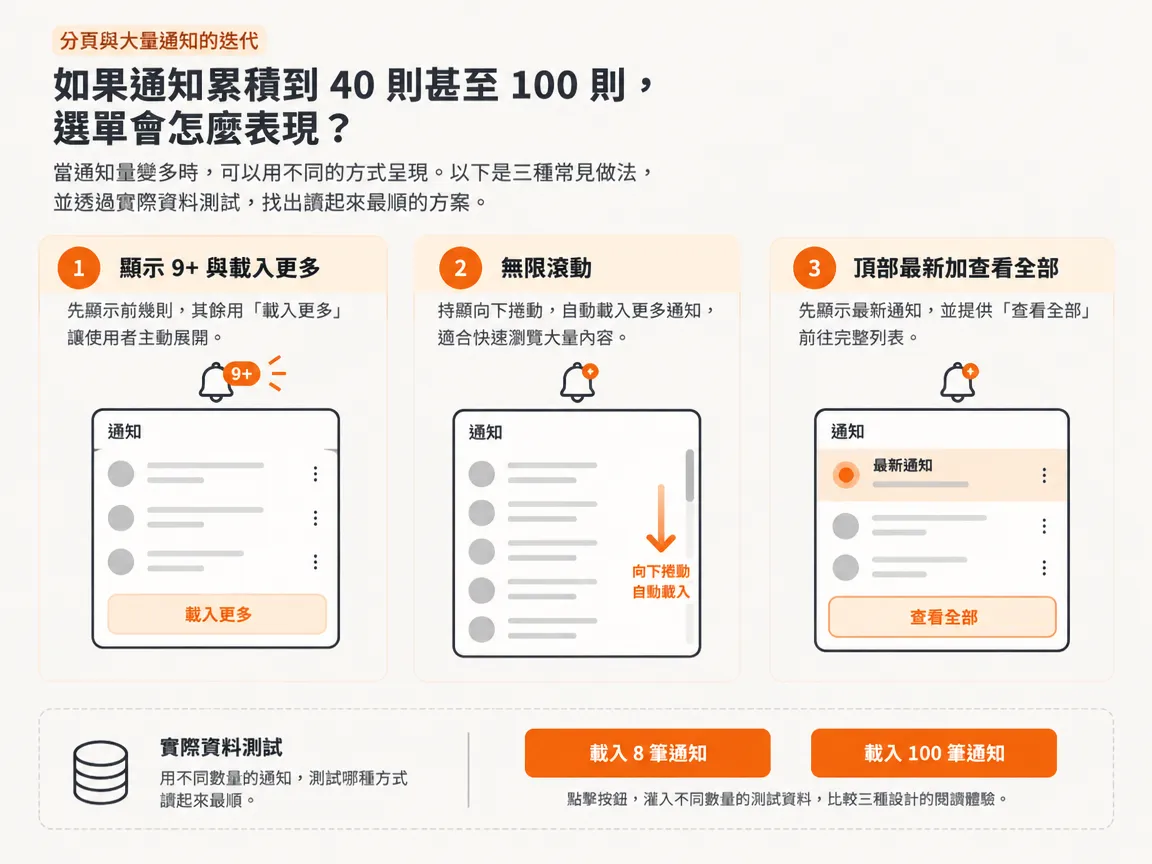 分頁與大量通知的迭代
如果通知累積到 40 則甚至 100 則，
選單會怎麼表現？
當通知量變多時，可以用不同的方式呈現。以下是三種常見做法，
並透過實際資料測試，找出讀起來最順的方案。
1
顯示 9+ 與載入更多
先顯示前幾則，其餘用「載入更多」
讓使用者主動展開。
9+
通知
載入更多
2
無限滾動
持顯向下捲動，自動載入更多通知，
適合快速瀏覽大量內容。
通知
向下捲動
自動載入
3
頂部最新加查看全部
先顯示最新通知，並提供「查看全部」
前往完整列表。
通知
最新通知
查看全部
實際資料測試
用不同數量的通知，測試哪種方式
讀起來最順。
載入 8 筆通知
載入 100 筆通知
點擊按鈕，灌入不同數量的測試資料，比較三種設計的閱讀體驗。